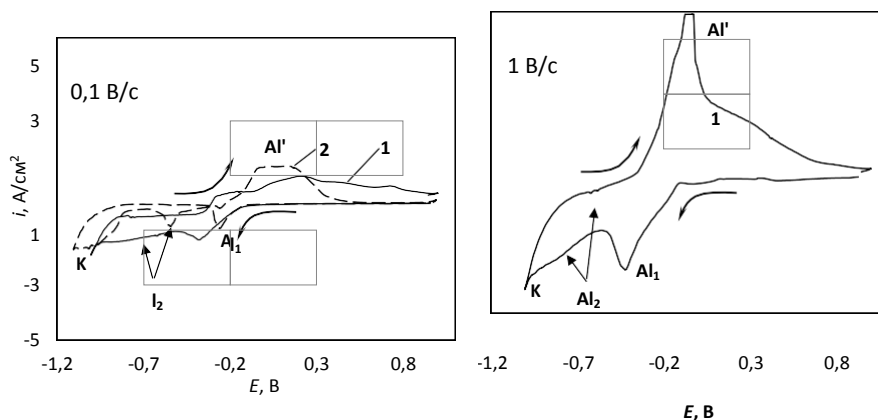 5
3
1
-3
-5
i, А/см²
0,1 В/с
Al'
2
1
Al₁
K
l₂
-1,2
-0,7
-0,2
0,3
0,8
E, В
1 В/с
Al'
1
Al₁
K
Al₂
-1,2
-0,7
-0,2
0,3
0,8
E, В